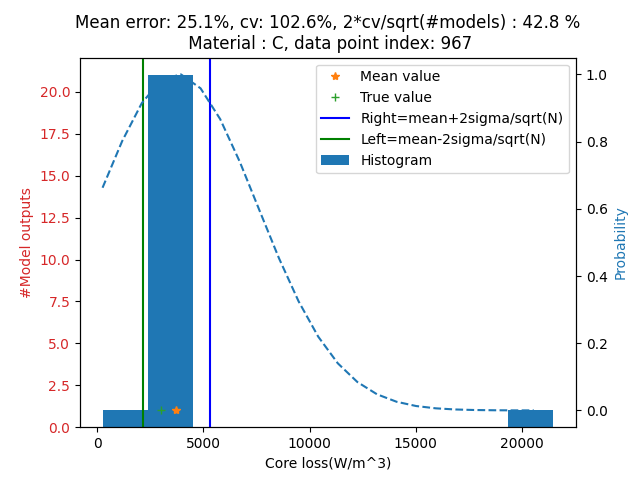 Mean error: 25.1%, cv: 102.6%, 2*cv/sqrt(#models) : 42.8 %
Material : C, data point index: 967
Mean value
True value
Right=mean+2sigma/sqrt(N)
Left=mean-2sigma/sqrt(N)
Histogram
#Model outputs
20.0
17.5
15.0
12.5
10.0
7.5
5.0
2.5
0.0
1.0
0.8
0.6
0.4
0.2
0.0
Probability
0
5000
10000
15000
20000
Core loss(W/m^3)